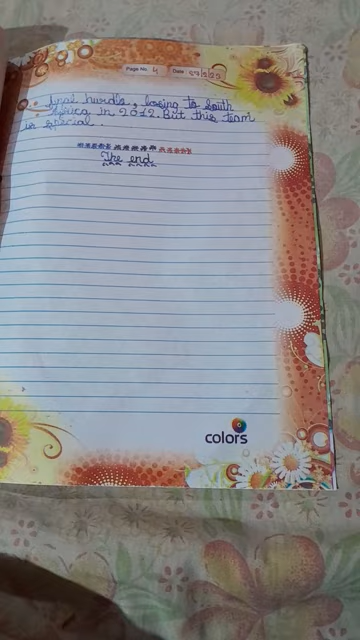 Page No. 4 Date
final hurdle, losing to South
Africa in 2012. But this team
is special.
The end
colors